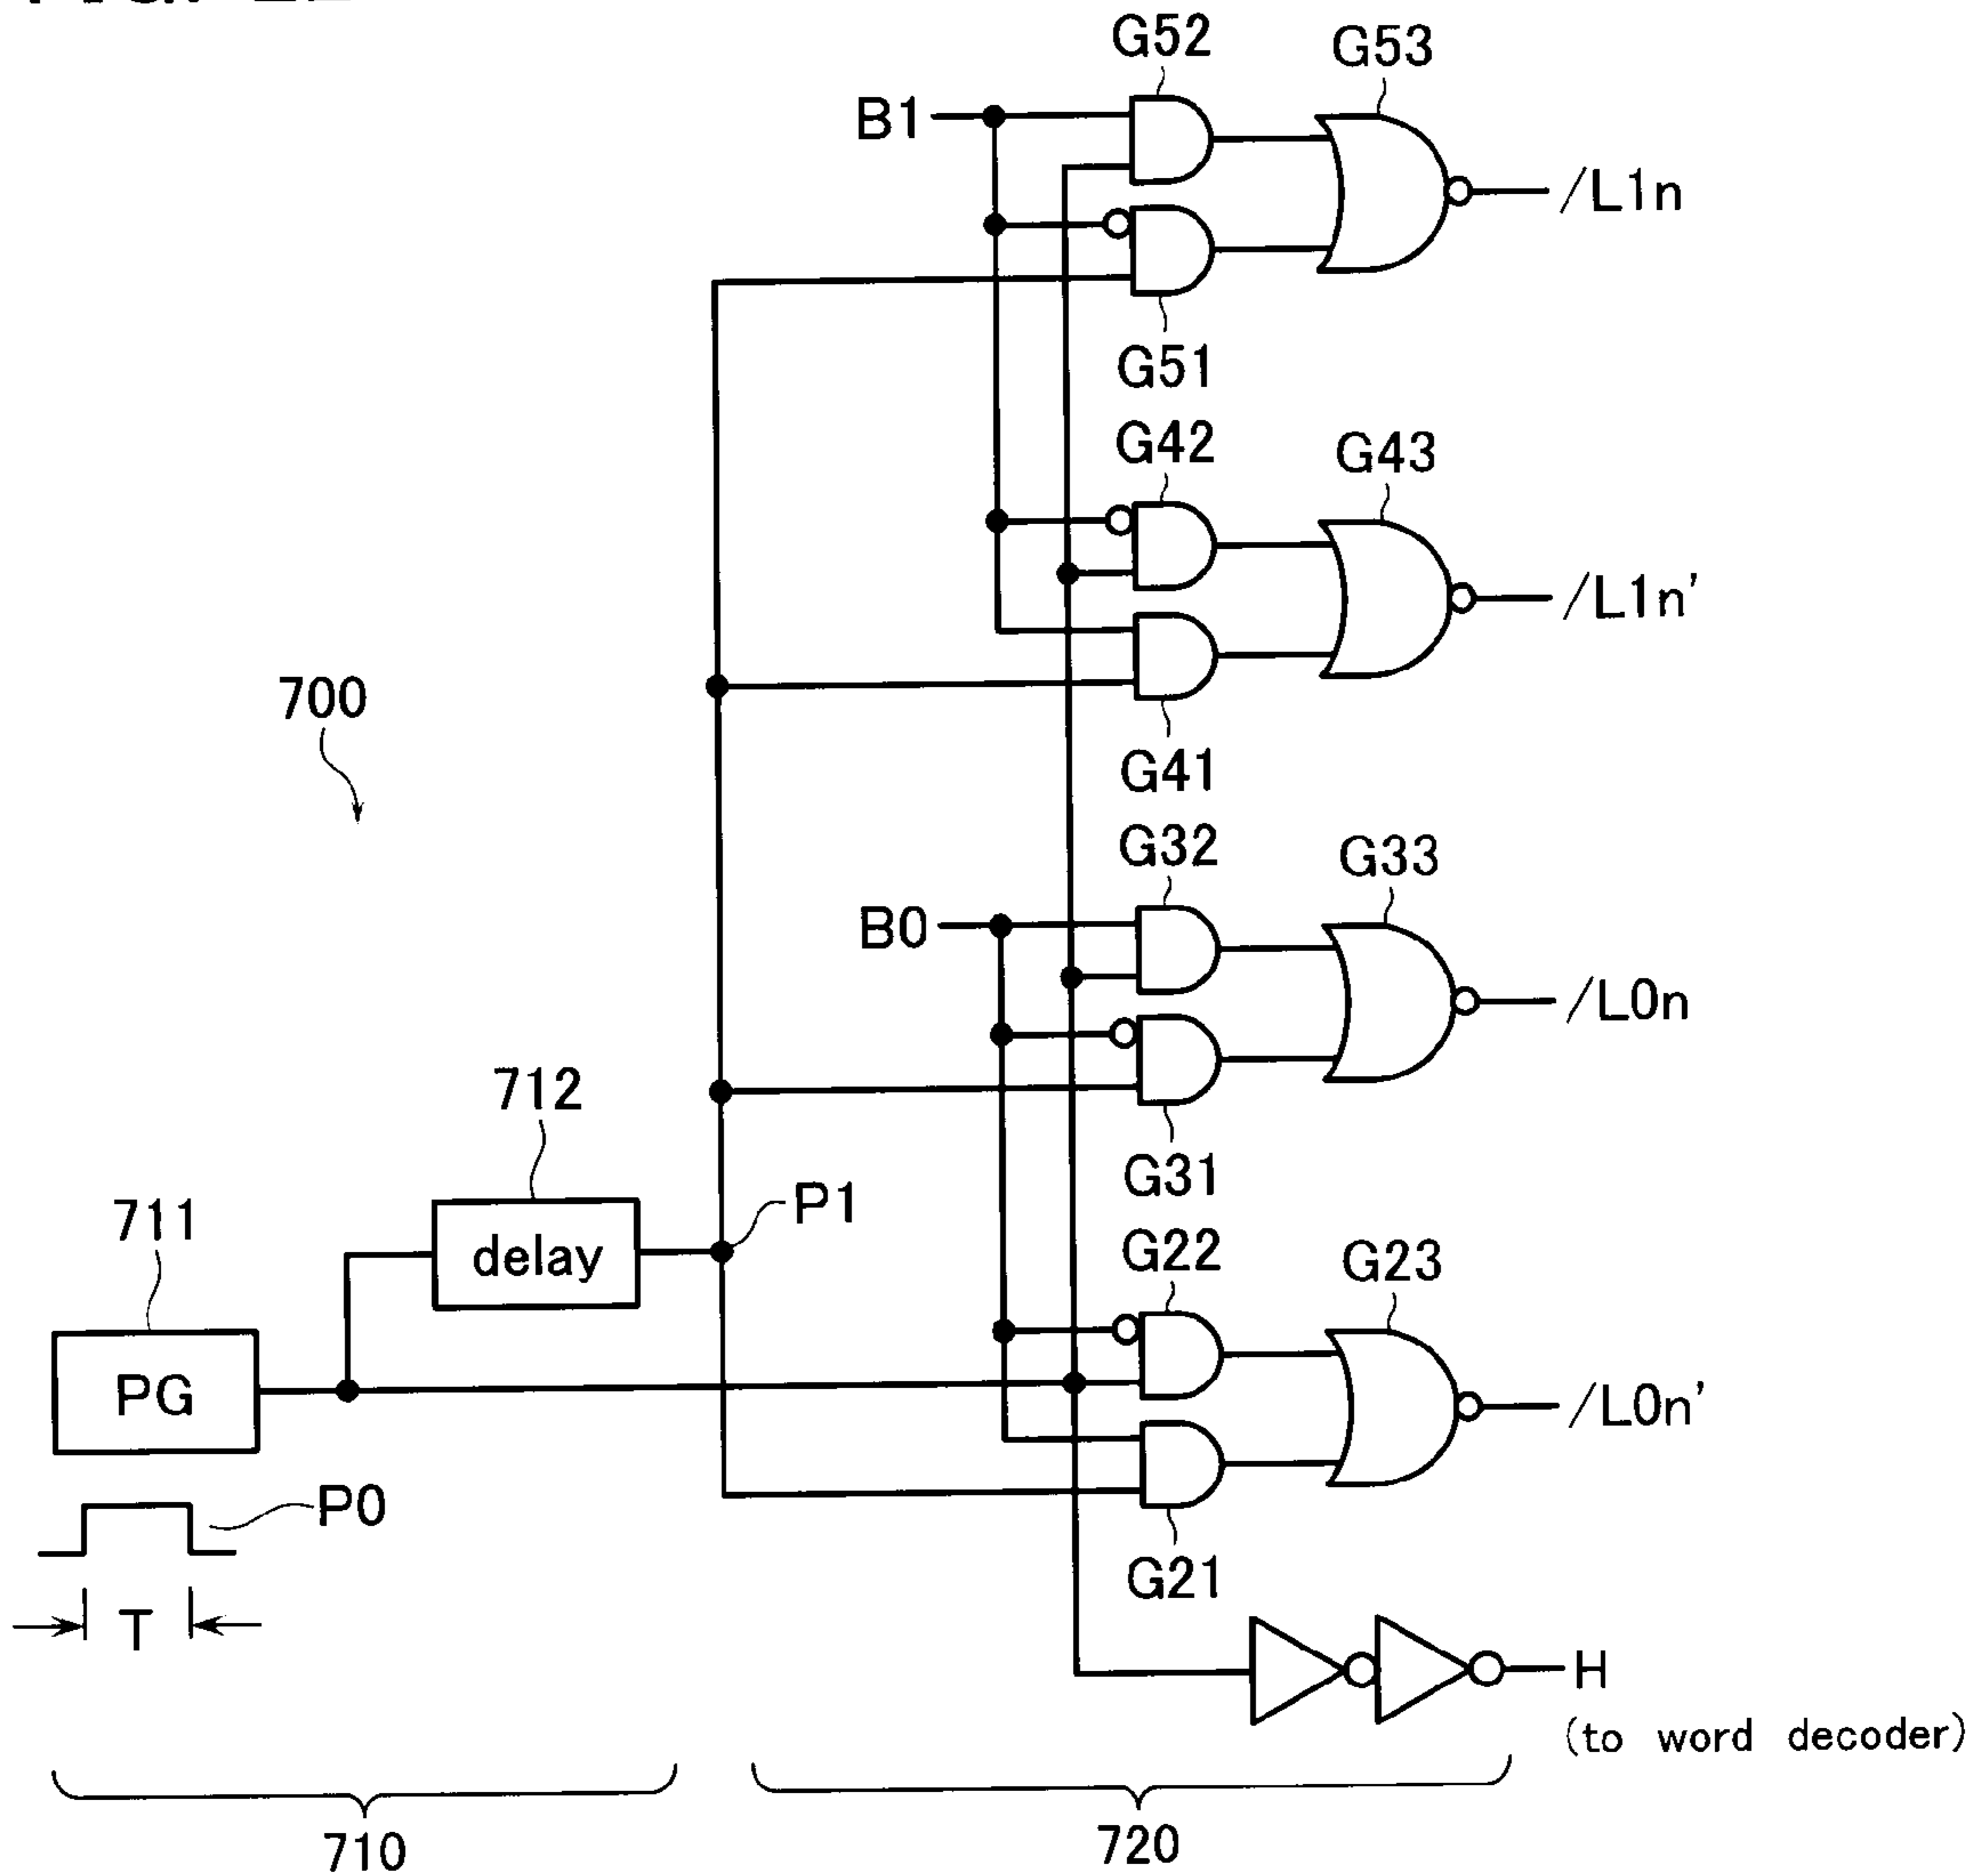 G52
G53
B1
/L1n
G51
G42
G43
/L1n'
700
G41
G32
G33
B0
/L0n
712
G31
P1
711
delay
G22
G23
PG
/L0n'
P0
G21
T
H
(to word decoder)
710
720